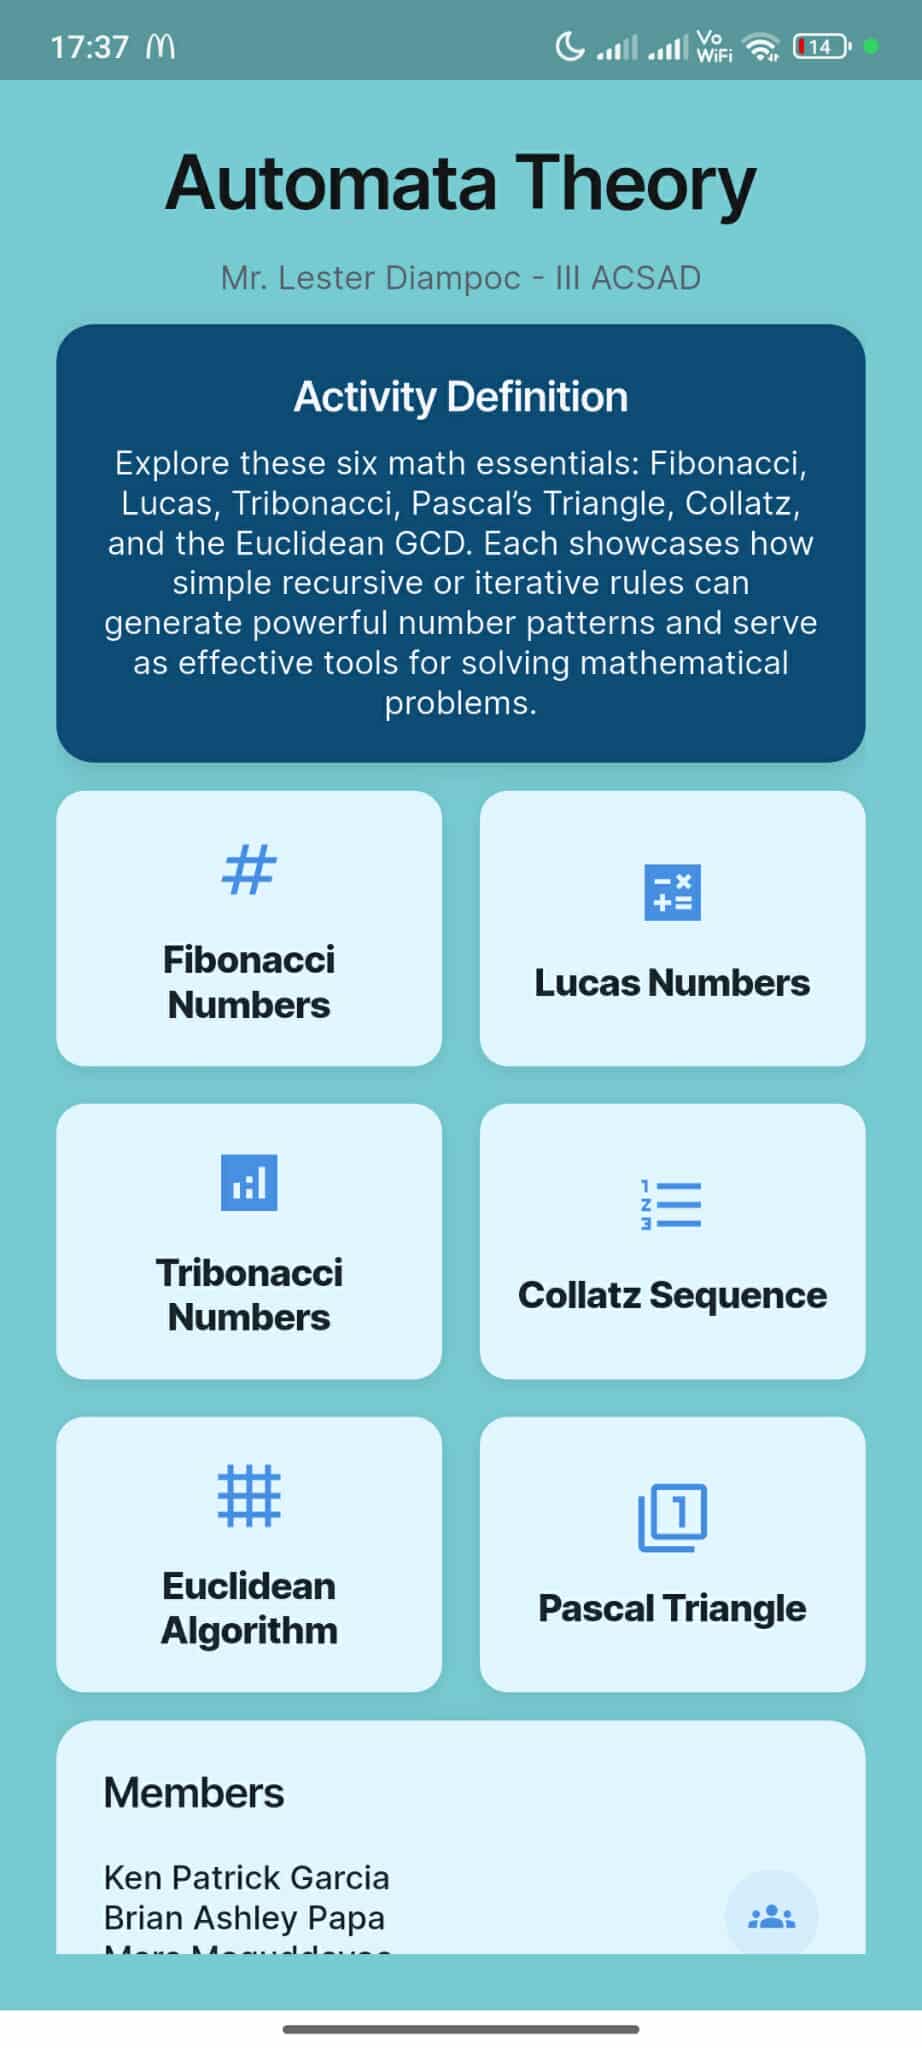 17:37
Vo
WiFi
14
Automata Theory
Mr. Lester Diampoc - III ACSAD
Activity Definition
Explore these six math essentials: Fibonacci,
Lucas, Tribonacci, Pascal’s Triangle, Collatz,
and the Euclidean GCD. Each showcases how
simple recursive or iterative rules can
generate powerful number patterns and serve
as effective tools for solving mathematical
problems.
Fibonacci
Numbers
Lucas Numbers
Tribonacci
Numbers
1
2
3
Collatz Sequence
Euclidean
Algorithm
1
Pascal Triangle
Members
Ken Patrick Garcia
Brian Ashley Papa